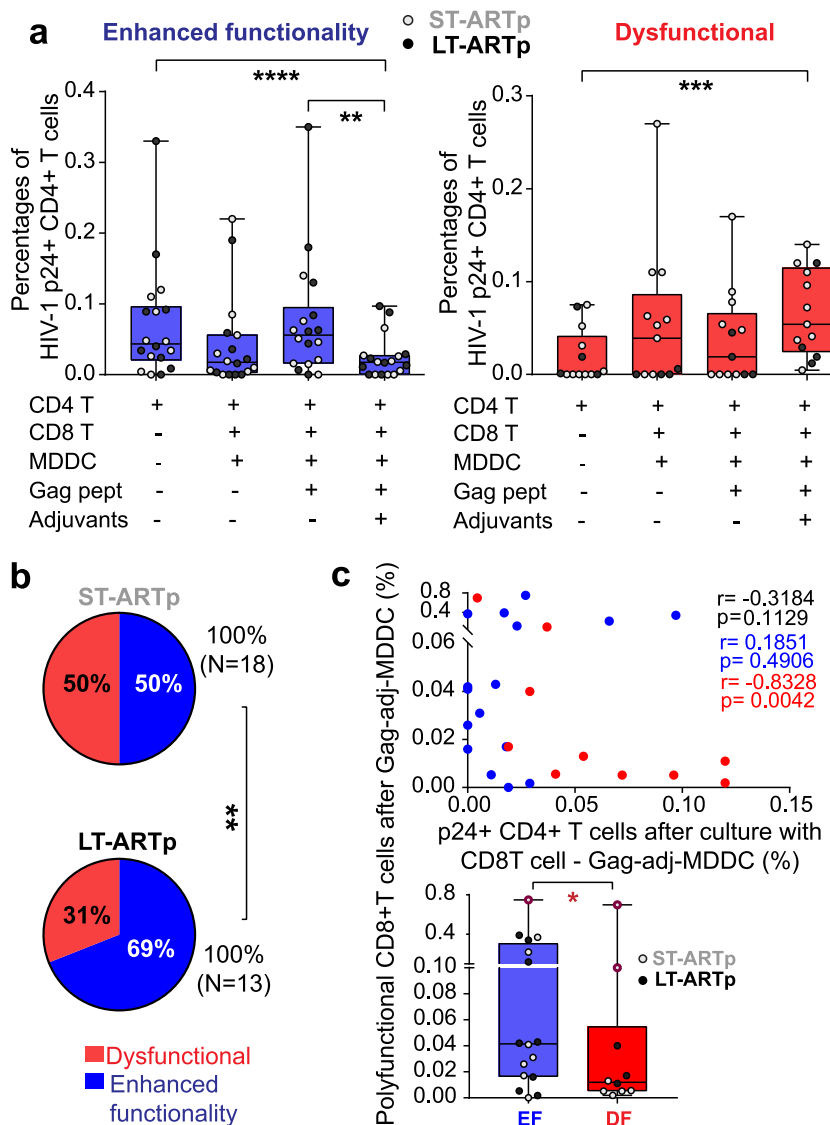 a
Enhanced functionality
ST-ARTp
LT-ARTp
Dysfunctional
Percentages of
HIV-1 p24+ CD4+ T cells
0.4
0.3
0.2
0.1
0.0
****
**
Percentages of
HIV-1 p24+ CD4+ T cells
0.3
0.2
0.1
0.0
***
CD4 T + + + +
CD8 T - + + +
MDDC - + + +
Gag pept - - + +
Adjuvants - - - +
CD4 T + + + +
CD8 T - + + +
MDDC - + + +
Gag pept - - + +
Adjuvants - - - +
b
ST-ARTp
50% 50%
100%
(N=18)
**
LT-ARTp
31%
69%
100%
(N=13)
Dysfunctional
Enhanced
functionality
c
Polyfunctional CD8+T cells after Gag-adj-MDDC (%)
0.8
0.4
0.06
0.04
0.02
0.00
r= -0.3184
p=0.1129
r= 0.1851
p= 0.4906
r= -0.8328
p= 0.0042
0.00 0.05 0.10 0.15
p24+ CD4+ T cells after culture with
CD8T cell - Gag-adj-MDDC (%)
0.8
0.4
0.10
0.08
0.06
0.04
0.02
0.00
*
ST-ARTp
LT-ARTp
EF DF